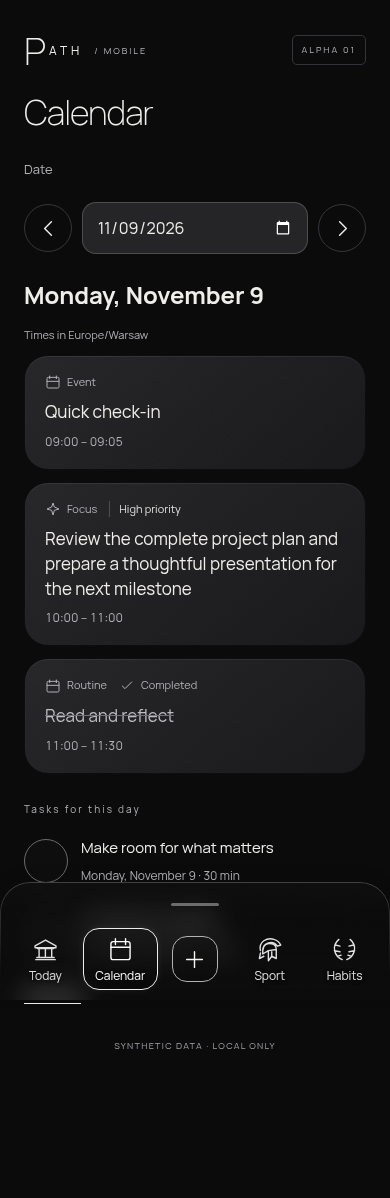 PATH / MOBILE
ALPHA 01
Calendar
Date
11/09/2026
Monday, November 9
Times in Europe/Warsaw
Event
Quick check-in
09:00 – 09:05
Focus
High priority
Review the complete project plan and
prepare a thoughtful presentation for
the next milestone
10:00 – 11:00
Routine
Completed
Read and reflect
11:00 – 11:30
Tasks for this day
Make room for what matters
Monday, November 9 · 30 min
Today
Calendar
Sport
Habits
SYNTHETIC DATA · LOCAL ONLY